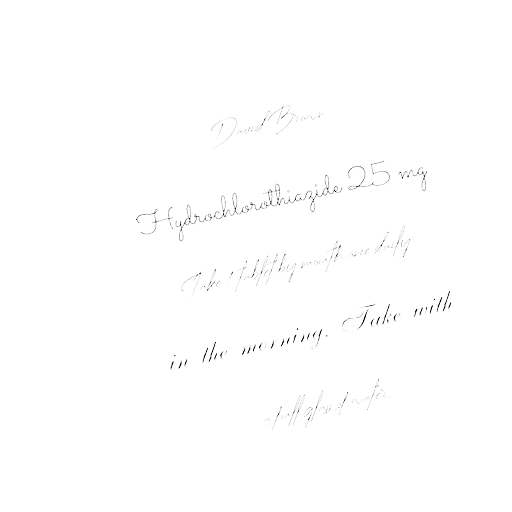 David Brown
Hydrochlorothiazide 25 mg
Take 1 tablet by mouth once daily
in the morning. Take with
a full glass of water.